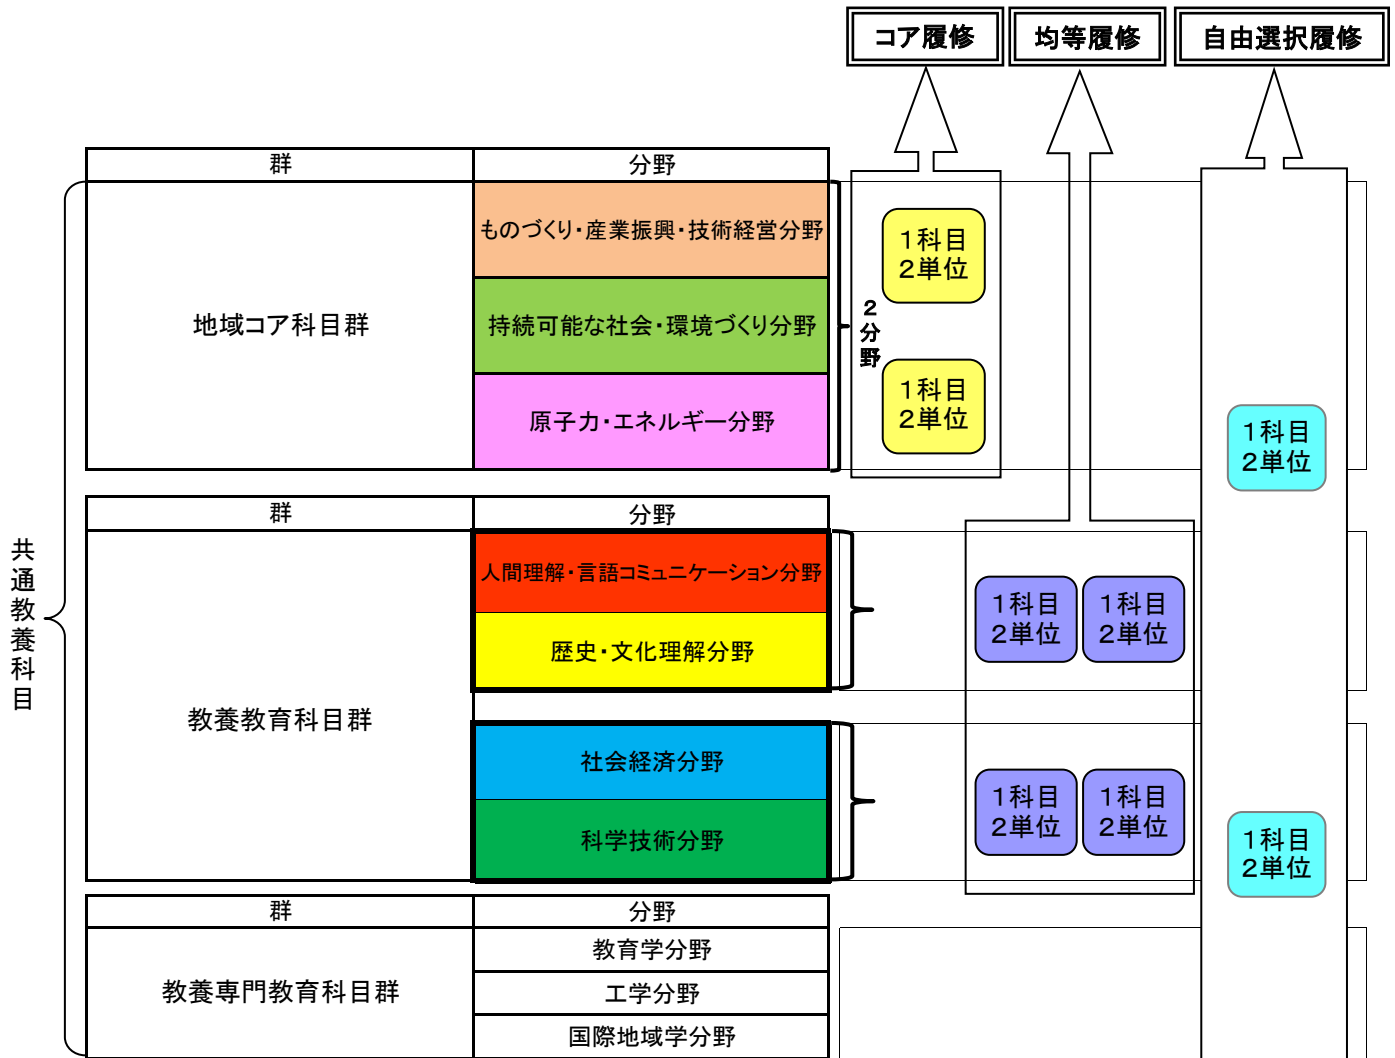 コア履修
均等履修
自由選択履修
群
分野
ものづくり・産業振興・技術経営分野
地域コア科目群
持続可能な社会・環境づくり分野
原子力・エネルギー分野
2分野
1科目
2単位
1科目
2単位
1科目
2単位
群
分野
共通教養科目
人間理解・言語コミュニケーション分野
歴史・文化理解分野
教養教育科目群
社会経済分野
科学技術分野
1科目
2単位
1科目
2単位
1科目
2単位
1科目
2単位
1科目
2単位
群
分野
教養専門教育科目群
教育学分野
工学分野
国際地域学分野